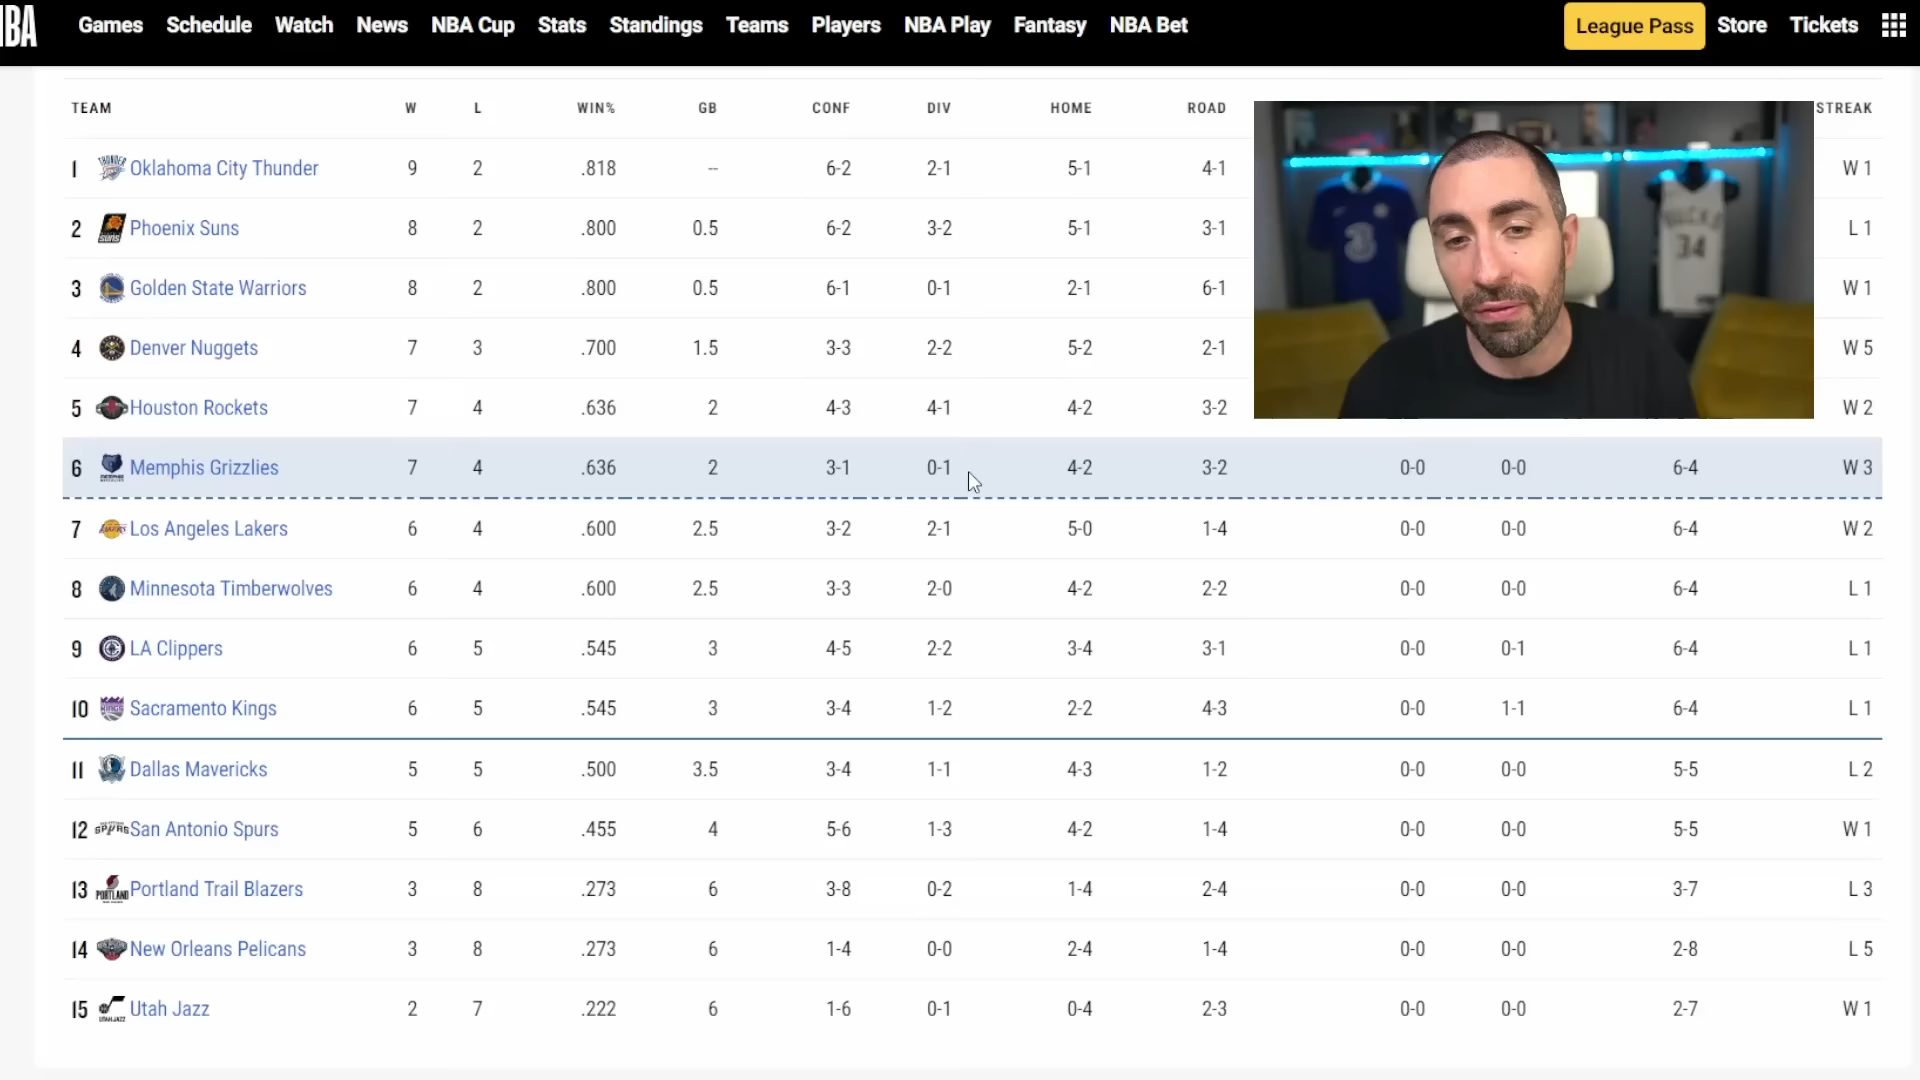 NBA Games Schedule Watch News NBA Cup Stats Standings Teams Players NBA Play Fantasy NBA Bet League Pass Store Tickets
TEAM W L WIN% GB CONF DIV HOME ROAD STREAK
1 Oklahoma City Thunder 9 2 .818 -- 6-2 2-1 5-1 4-1 W 1
2 Phoenix Suns 8 2 .800 0.5 6-2 3-2 5-1 3-1 L 1
3 Golden State Warriors 8 2 .800 0.5 6-1 0-1 2-1 6-1 W 1
4 Denver Nuggets 7 3 .700 1.5 3-3 2-2 5-2 2-1 W 5
5 Houston Rockets 7 4 .636 2 4-3 4-1 4-2 3-2 W 2
6 Memphis Grizzlies 7 4 .636 2 3-1 0-1 4-2 3-2 0-0 0-0 6-4 W 3
7 Los Angeles Lakers 6 4 .600 2.5 3-2 2-1 5-0 1-4 0-0 0-0 6-4 W 2
8 Minnesota Timberwolves 6 4 .600 2.5 3-3 2-0 4-2 2-2 0-0 0-0 6-4 L 1
9 LA Clippers 6 5 .545 3 4-5 2-2 3-4 3-1 0-0 0-1 6-4 L 1
10 Sacramento Kings 6 5 .545 3 3-4 1-2 2-2 4-3 0-0 1-1 6-4 L 1
11 Dallas Mavericks 5 5 .500 3.5 3-4 1-1 4-3 1-2 0-0 0-0 5-5 L 2
12 SPURS San Antonio Spurs 5 6 .455 4 5-6 1-3 4-2 1-4 0-0 0-0 5-5 W 1
13 PORTLAND Portland Trail Blazers 3 8 .273 6 3-8 0-2 1-4 2-4 0-0 0-0 3-7 L 3
14 New Orleans Pelicans 3 8 .273 6 1-4 0-0 2-4 1-4 0-0 0-0 2-8 L 5
15 Utah Jazz 2 7 .222 6 1-6 0-1 0-4 2-3 0-0 0-0 2-7 W 1
3
34